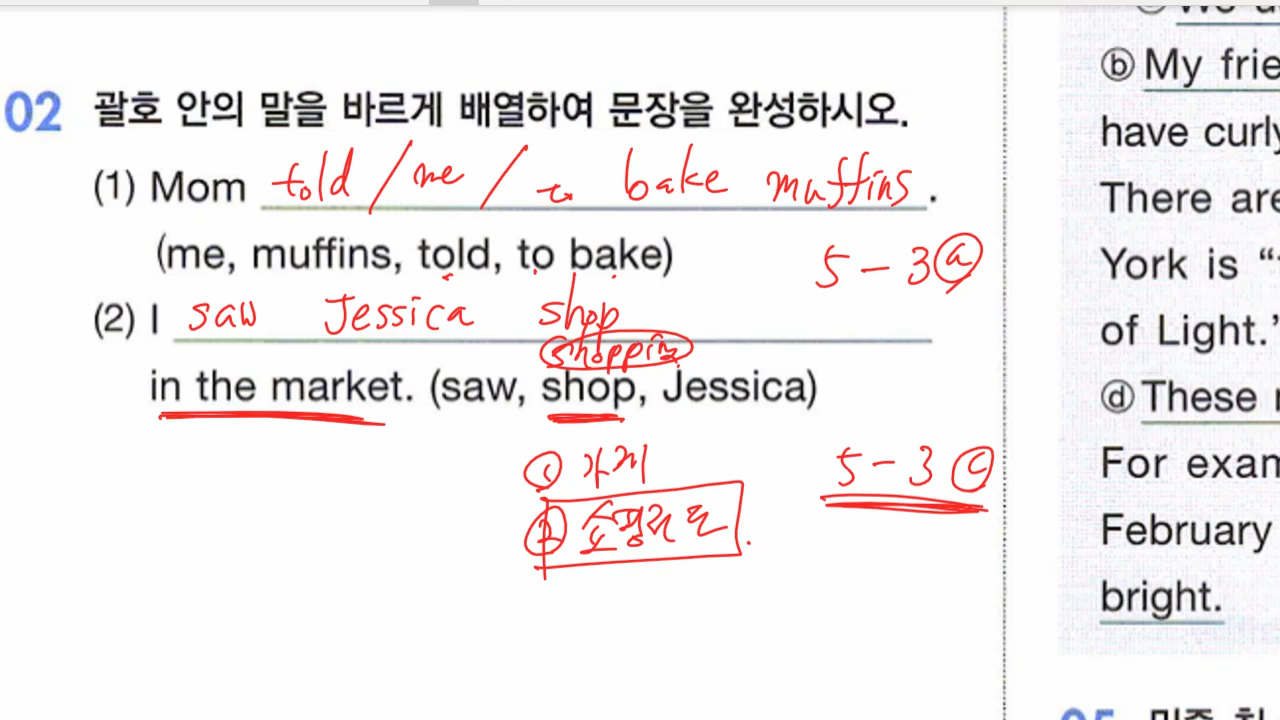 02 괄호 안의 말을 바르게 배열하여 문장을 완성하시오.
(1) Mom told / me / to bake muffins.
(me, muffins, told, to bake)
5-3ⓐ
(2) I saw Jessica shop
shopping
in the market. (saw, shop, Jessica)
① 가게
5-3ⓒ
② 쇼핑하다.
ⓑ My frie
have curly
There are
York is “
of Light.’
ⓓ These
For exam
February
bright.